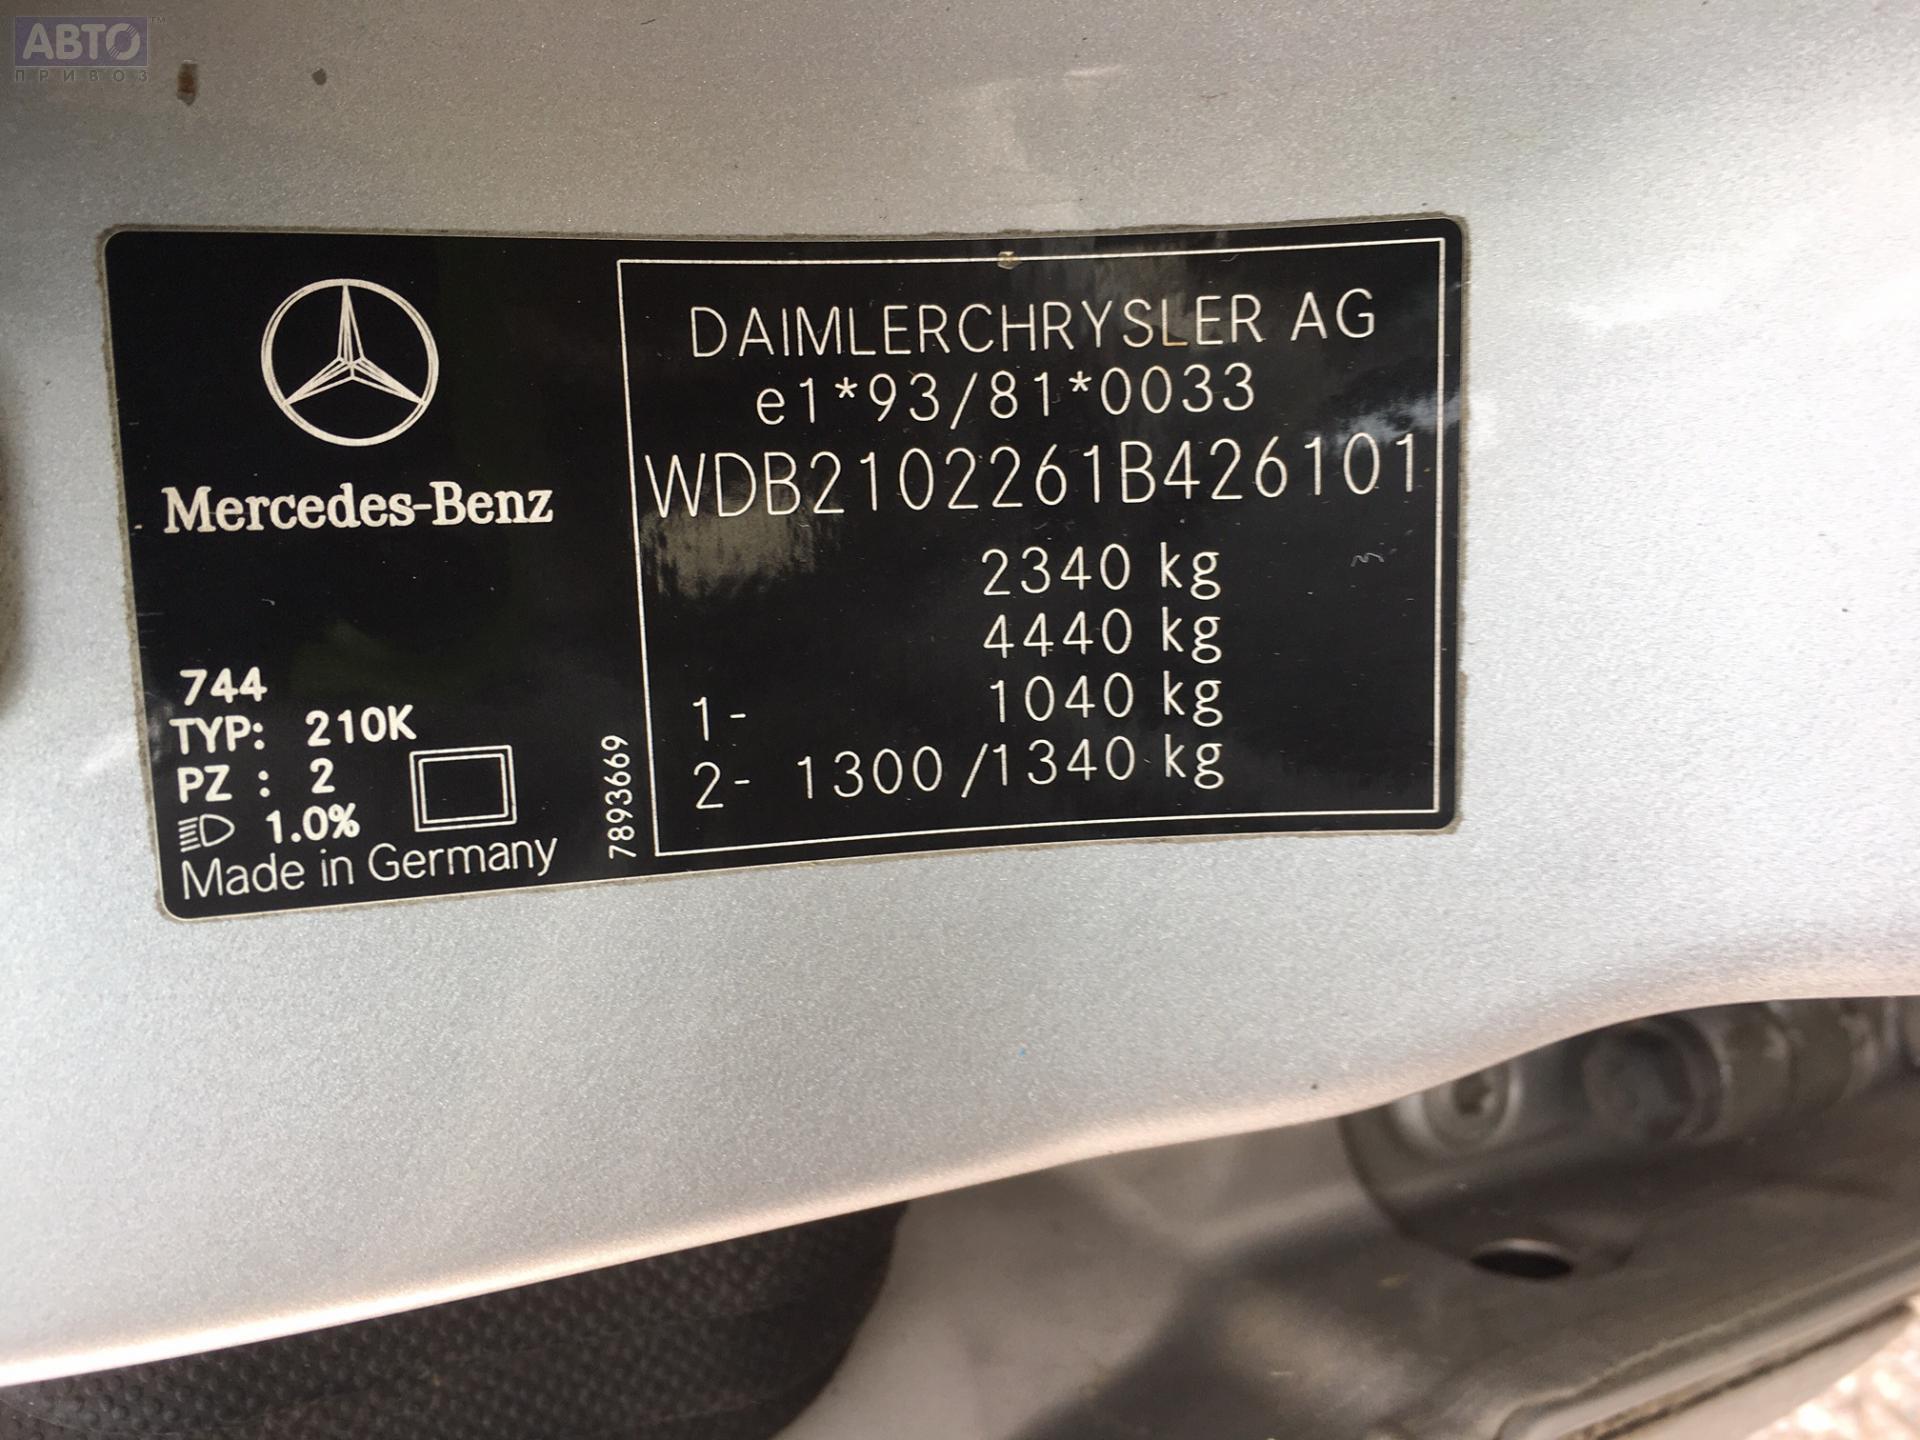 АВТО™
ПРИВОЗ
Mercedes-Benz
744
TYP: 210K
PZ : 2
1.0%
Made in Germany
7893669
DAIMLERCHRYSLER AG
e1*93/81*0033
WDB2102261B426101
2340 kg
4440 kg
1- 1040 kg
2- 1300/1340 kg